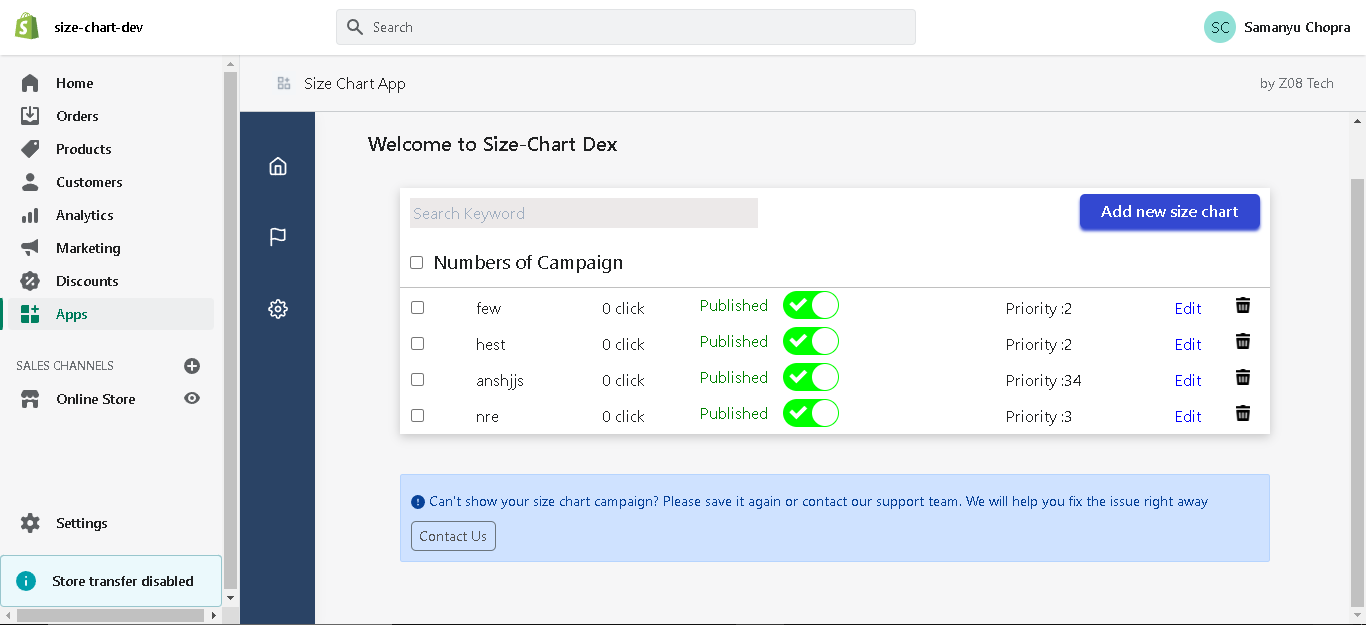 size-chart-dev
Search
SC Samanyu Chopra
Home
Orders
Products
Customers
Analytics
Marketing
Discounts
Apps
SALES CHANNELS
Online Store
Settings
Store transfer disabled
Size Chart App
by Z08 Tech
Welcome to Size-Chart Dex
Search Keyword
Add new size chart
Numbers of Campaign
few 0 click Published Priority :2 Edit
hest 0 click Published Priority :2 Edit
anshjjs 0 click Published Priority :34 Edit
nre 0 click Published Priority :3 Edit
Can't show your size chart campaign? Please save it again or contact our support team. We will help you fix the issue right away
Contact Us